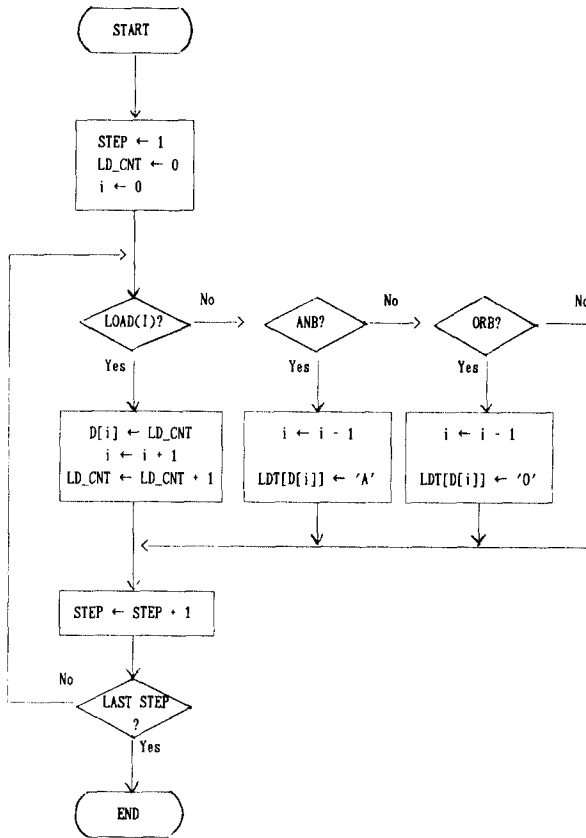 START
STEP ← 1
LD_CNT ← 0
i ← 0
LOAD(I)?
No
ANB?
No
ORB?
No
Yes
Yes
Yes
D[i] ← LD_CNT
i ← i + 1
LD_CNT ← LD_CNT + 1
i ← i - 1
LDT[D[i]] ← 'A'
i ← i - 1
LDT[D[i]] ← 'O'
STEP ← STEP + 1
No
LAST STEP
?
Yes
END